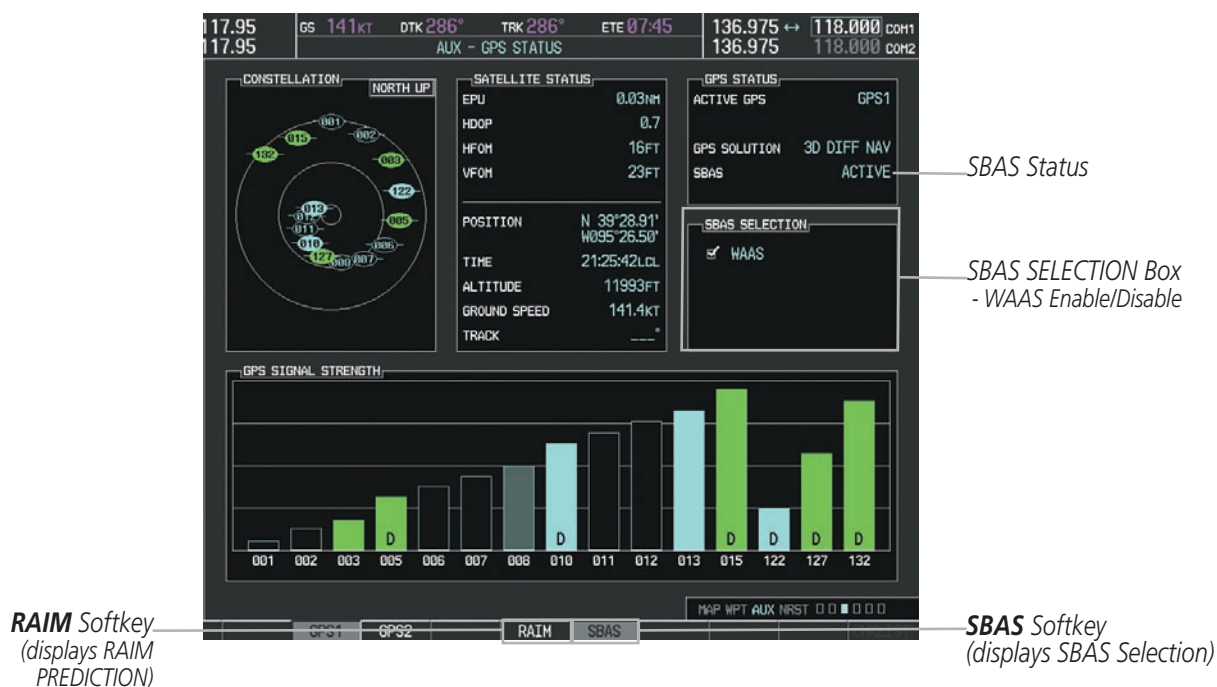 117.95 GS 141KT DTK 286° TRK 286° ETE 07:45 136.975 ↔ 118.000 COM1
117.95 AUX - GPS STATUS 136.975 118.000 COM2
CONSTELLATION
NORTH UP
001
002
015
132
003
122
013
005
011
010
006
127
008
007
SATELLITE STATUS
EPU 0.03NM
HDOP 0.7
HFOM 16FT
VFOM 23FT
POSITION N 39°28.91'
W095°26.50'
TIME 21:25:42LCL
ALTITUDE 11993FT
GROUND SPEED 141.4KT
TRACK ___°
GPS STATUS
ACTIVE GPS GPS1
GPS SOLUTION 3D DIFF NAV
SBAS ACTIVE
SBAS Status
SBAS SELECTION
WAAS
SBAS SELECTION Box
- WAAS Enable/Disable
GPS SIGNAL STRENGTH
D D D D D D
001 002 003 005 006 007 008 010 011 012 013 015 122 127 132
MAP WPT AUX NRST
GPS1 GPS2 RAIM SBAS
RAIM Softkey
(displays RAIM
PREDICTION)
SBAS Softkey
(displays SBAS Selection)